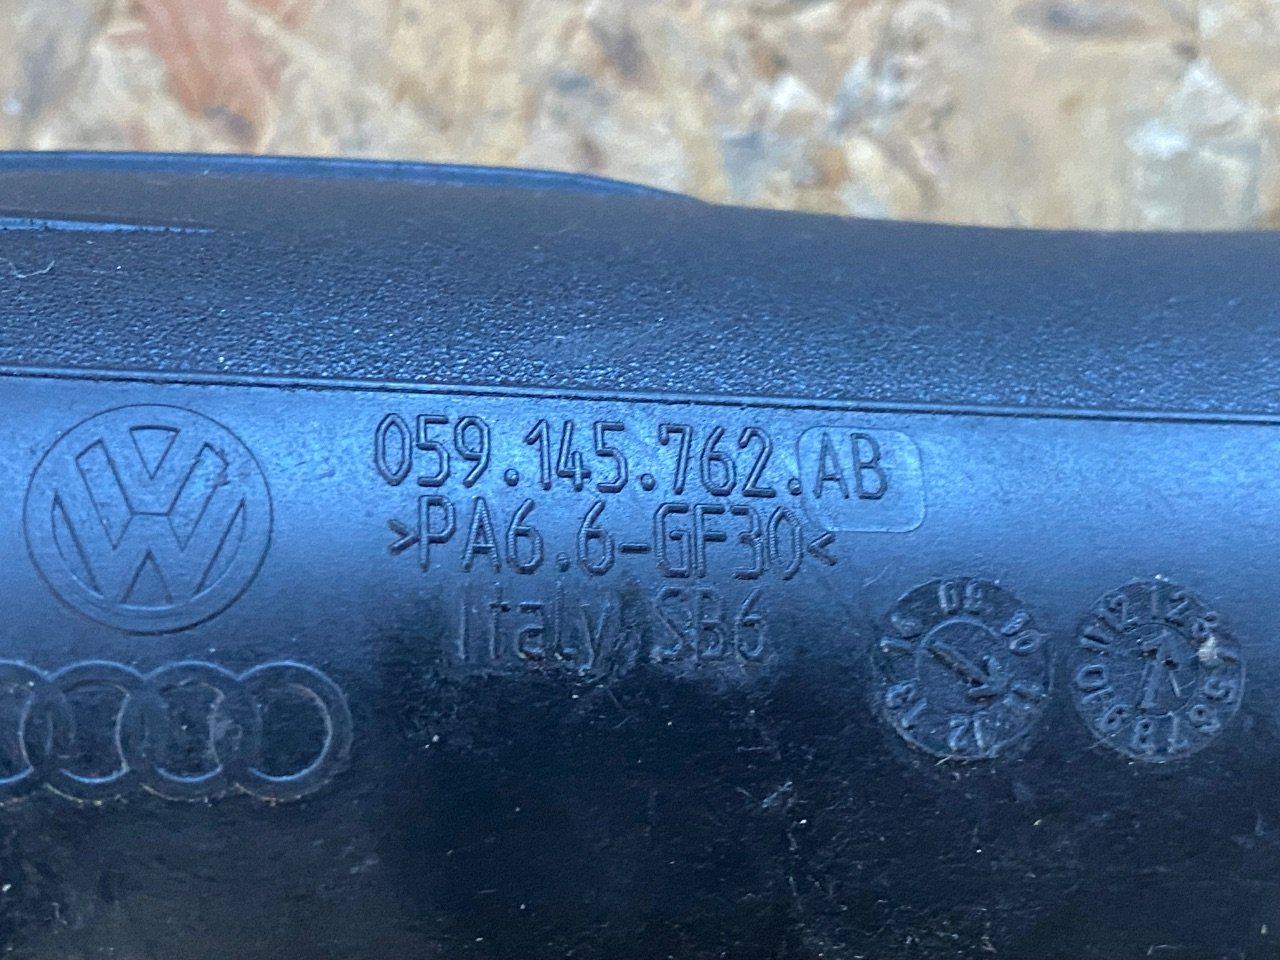 059.145.762.AB
>PA6.6-GF30<
Italy SB6